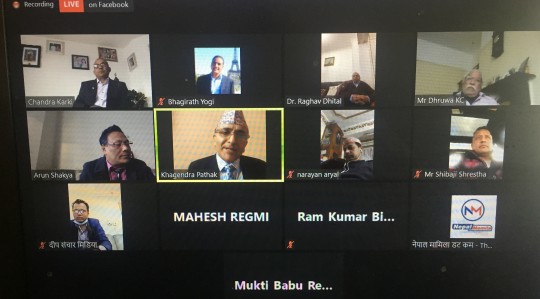 Recording LIVE on Facebook
Chandra Karki
Bhagirath Yogi
Dr. Raghav Dhital
Mr Dhruwa KC
Arun Shakya
Khagendra Pathak
narayan aryal
Mr Shibaji Shrestha
दीप संचार मिडिया
MAHESH REGMI
Ram Kumar Bi...
NM
नेपाल मामिला डट कम - Th...
Mukti Babu Re...